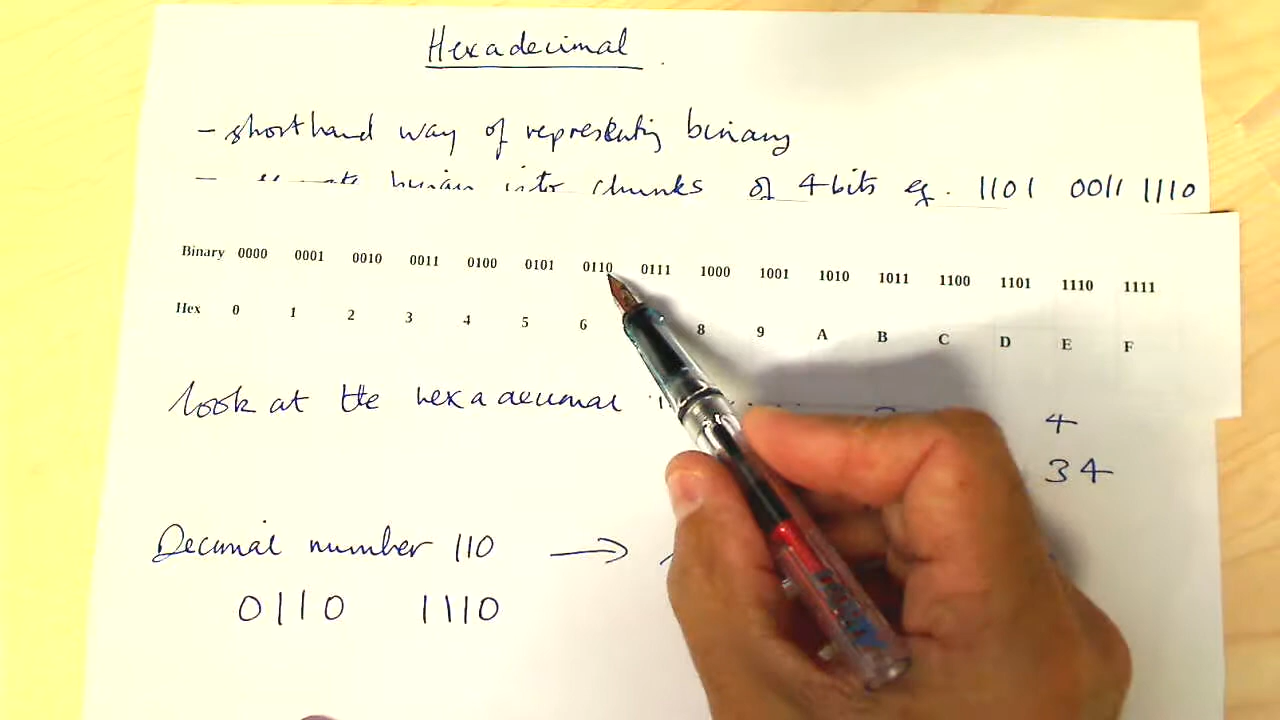 Hexadecimal
- shorthand way of representing binary
- binary into chunks of 4 bits eg. 1101 0011 1110
Binary 0000 0001 0010 0011 0100 0101 0110 0111 1000 1001 1010 1011 1100 1101 1110 1111
Hex 0 1 2 3 4 5 6 8 9 A B C D E F
Look at the hexadecimal 4
34
Decimal number 110 →
0110 1110